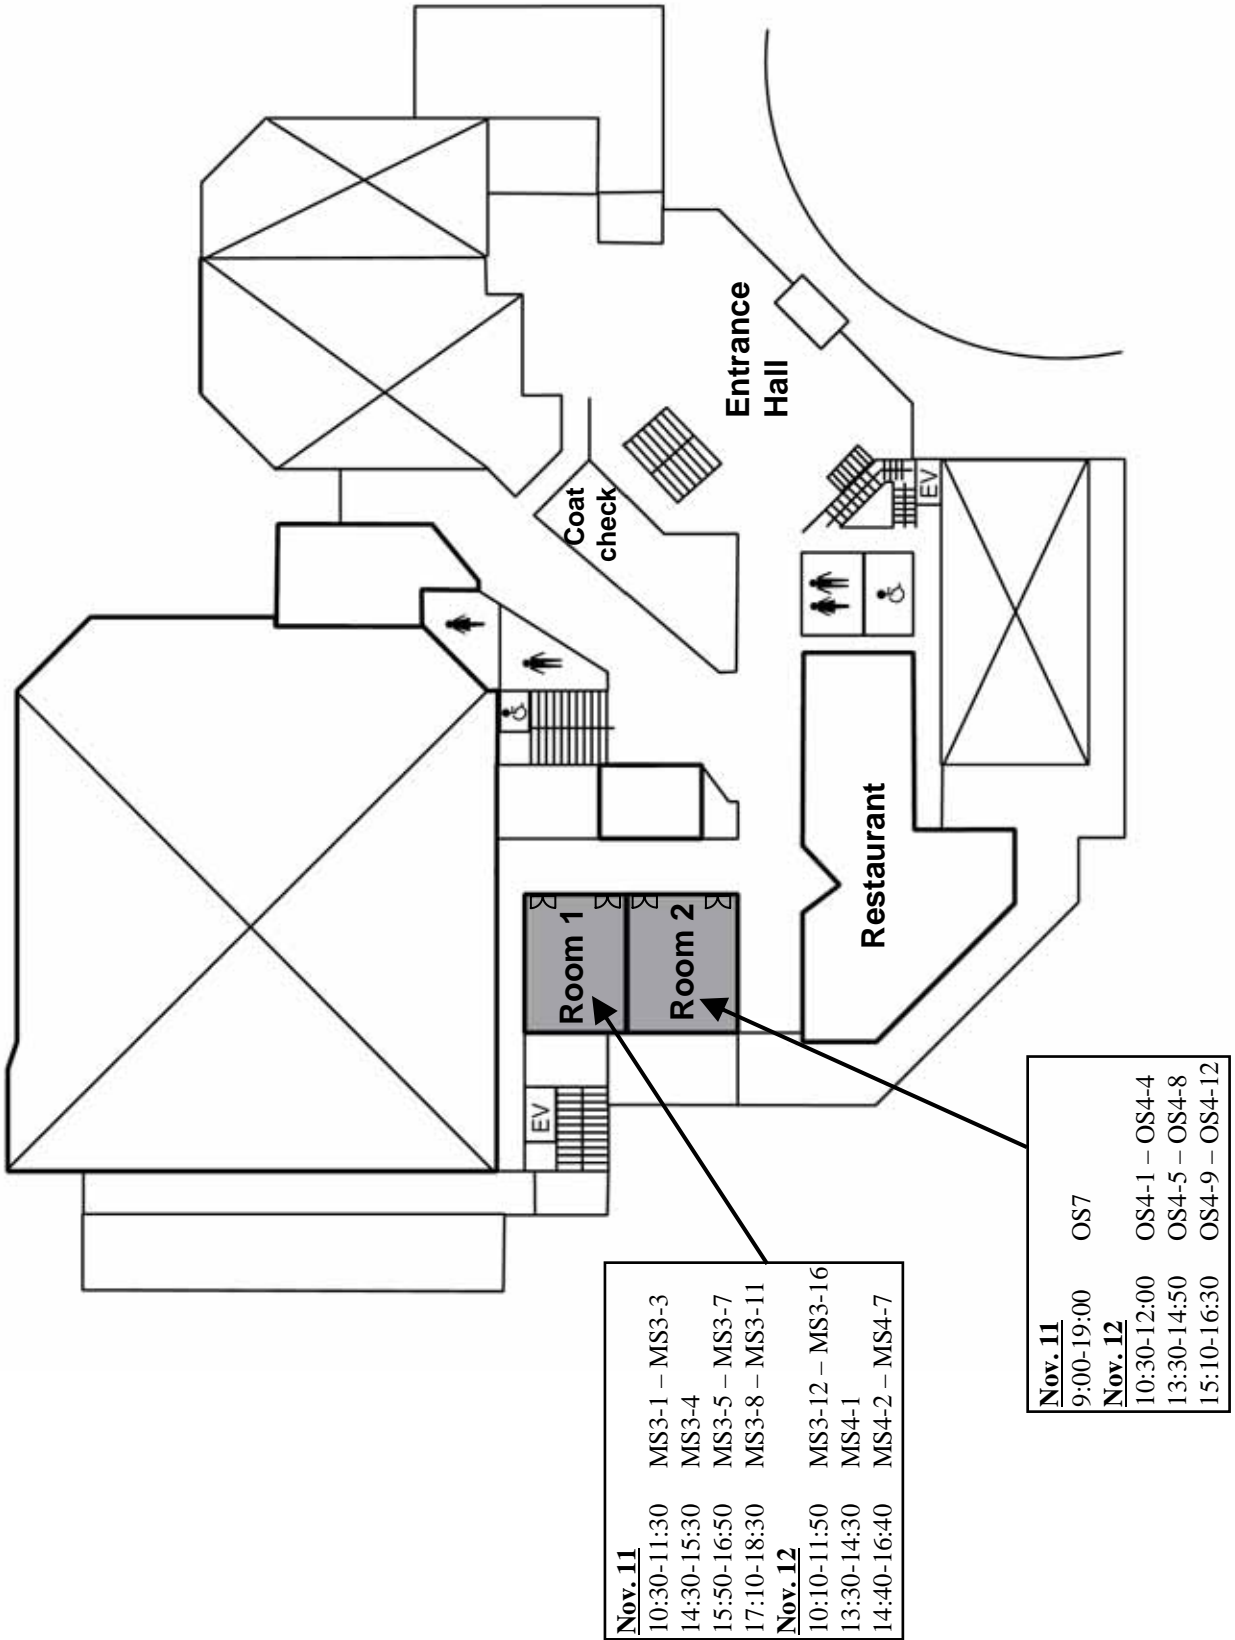 Entrance
Hall
Coat
check
EV
Restaurant
Room 1
Room 2
EV
Nov. 11
10:30-11:30 MS3-1 – MS3-3
14:30-15:30 MS3-4
15:50-16:50 MS3-5 – MS3-7
17:10-18:30 MS3-8 – MS3-11
Nov. 12
10:10-11:50 MS3-12 – MS3-16
13:30-14:30 MS4-1
14:40-16:40 MS4-2 – MS4-7
Nov. 11
9:00-19:00 OS7
Nov. 12
10:30-12:00 OS4-1 – OS4-4
13:30-14:50 OS4-5 – OS4-8
15:10-16:30 OS4-9 – OS4-12